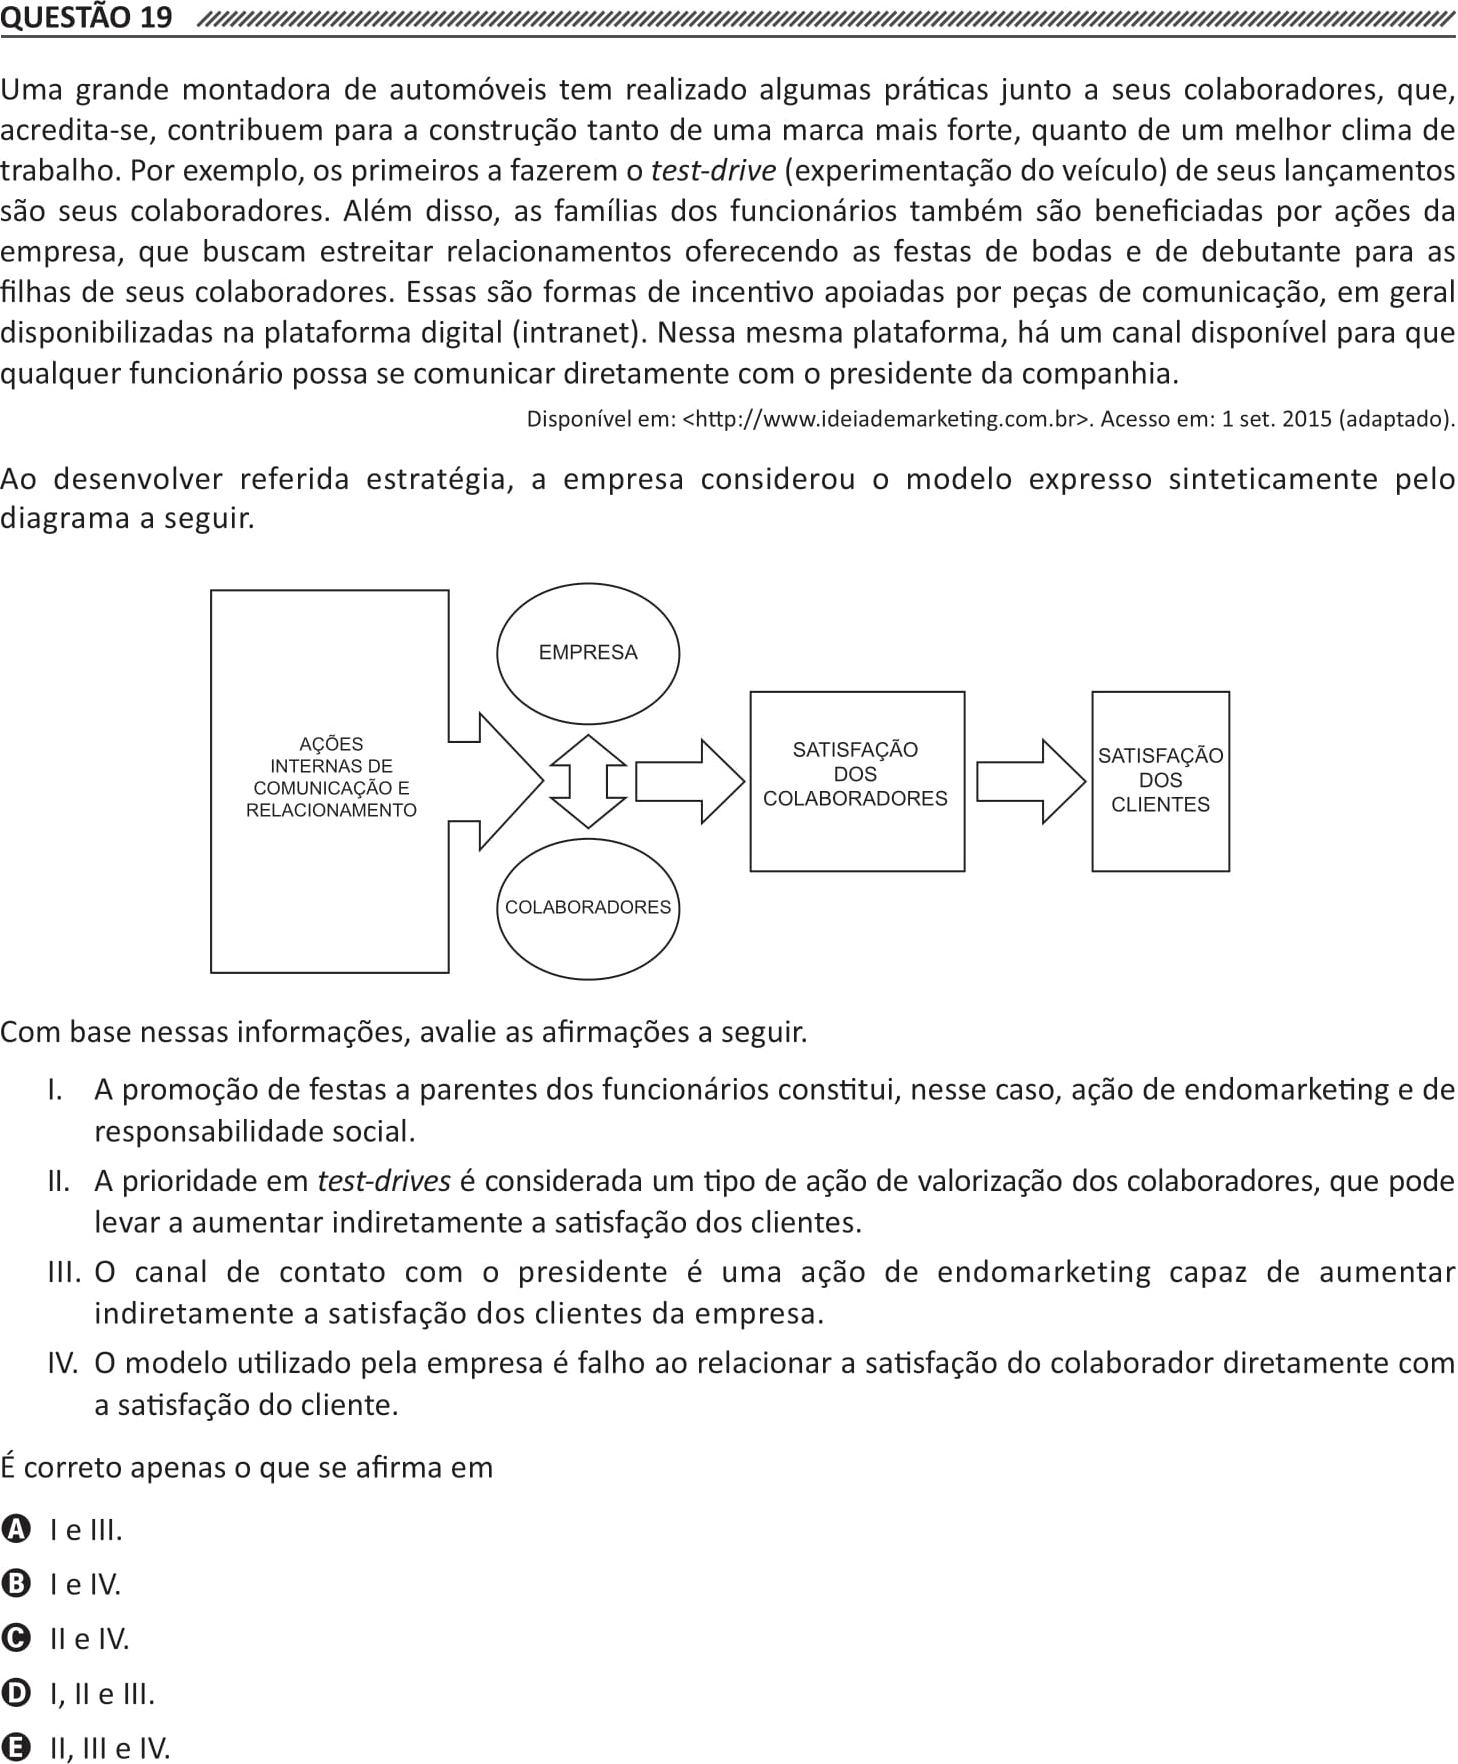 QUESTÃO 19
Uma grande montadora de automóveis tem realizado algumas práticas junto a seus colaboradores, que,
acredita-se, contribuem para a construção tanto de uma marca mais forte, quanto de um melhor clima de
trabalho. Por exemplo, os primeiros a fazerem o test-drive (experimentação do veículo) de seus lançamentos
são seus colaboradores. Além disso, as famílias dos funcionários também são beneficiadas por ações da
empresa, que buscam estreitar relacionamentos oferecendo as festas de bodas e de debutante para as
filhas de seus colaboradores. Essas são formas de incentivo apoiadas por peças de comunicação, em geral
disponibilizadas na plataforma digital (intranet). Nessa mesma plataforma, há um canal disponível para que
qualquer funcionário possa se comunicar diretamente com o presidente da companhia.
Disponível em: <http://www.ideiademarketing.com.br>. Acesso em: 1 set. 2015 (adaptado).
Ao desenvolver referida estratégia, a empresa considerou o modelo expresso sinteticamente pelo
diagrama a seguir.
AÇÕES
INTERNAS DE
COMUNICAÇÃO E
RELACIONAMENTO
EMPRESA
COLABORADORES
SATISFAÇÃO
DOS
COLABORADORES
SATISFAÇÃO
DOS
CLIENTES
Com base nessas informações, avalie as afirmações a seguir.
I. A promoção de festas a parentes dos funcionários constitui, nesse caso, ação de endomarketing e de
responsabilidade social.
II. A prioridade em test-drives é considerada um tipo de ação de valorização dos colaboradores, que pode
levar a aumentar indiretamente a satisfação dos clientes.
III. O canal de contato com o presidente é uma ação de endomarketing capaz de aumentar
indiretamente a satisfação dos clientes da empresa.
IV. O modelo utilizado pela empresa é falho ao relacionar a satisfação do colaborador diretamente com
a satisfação do cliente.
É correto apenas o que se afirma em
A I e III.
B I e IV.
C II e IV.
D I, II e III.
E II, III e IV.